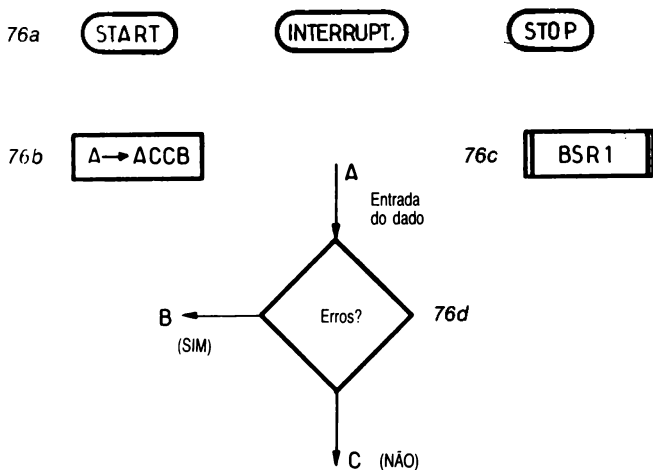 76a START INTERRUPT. STOP
76b A→ACCB 76c BSR1
A
Entrada
do dado
Erros? 76d
B
(SIM)
C (NÃO)